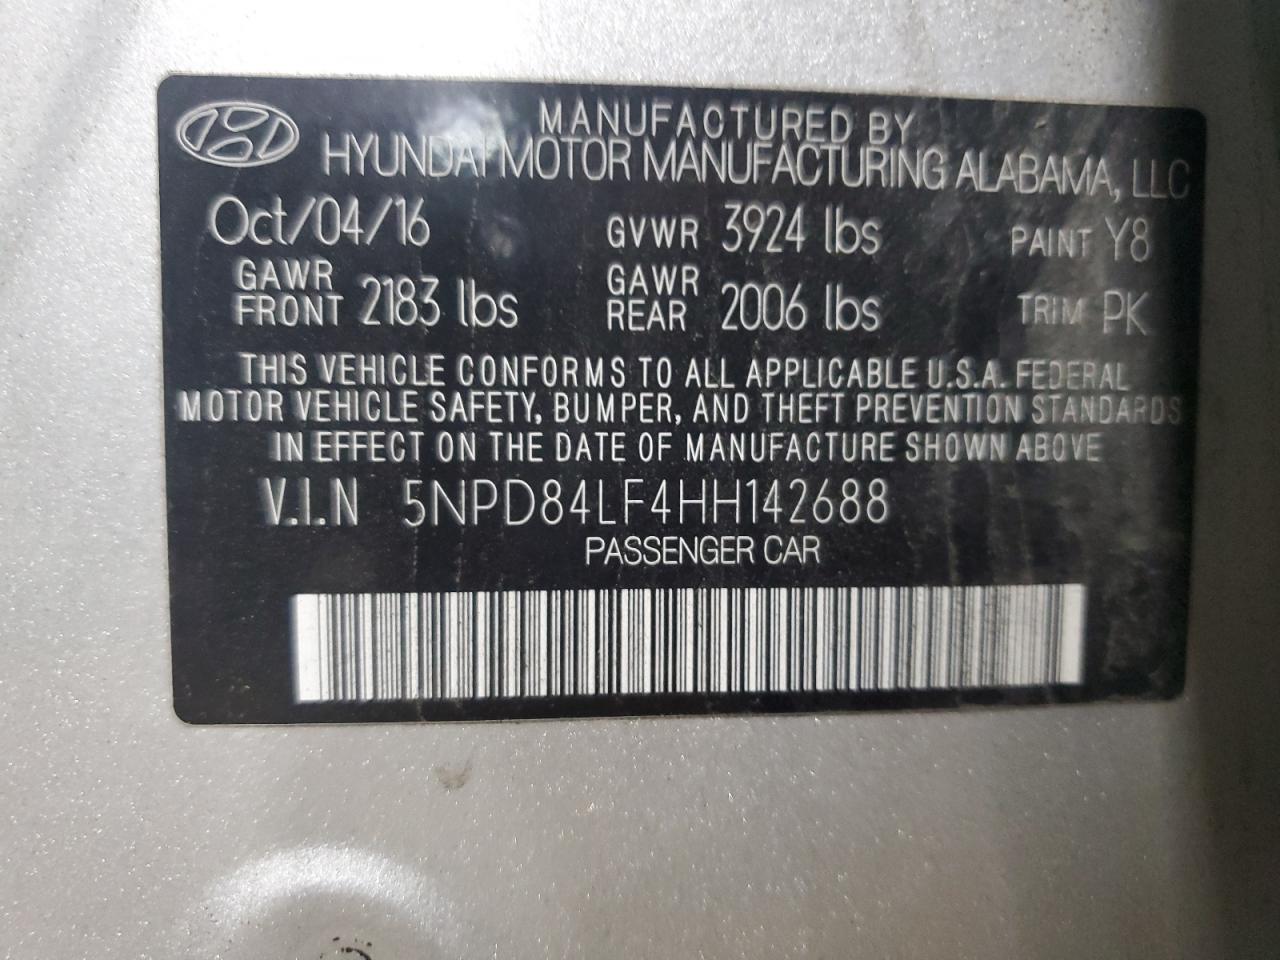 MANUFACTURED BY
HYUNDAI MOTOR MANUFACTURING ALABAMA, LLC
Oct/04/16 GVWR 3924 lbs PAINT Y8
GAWR FRONT 2183 lbs GAWR REAR 2006 lbs TRIM PK
THIS VEHICLE CONFORMS TO ALL APPLICABLE U.S.A. FEDERAL
MOTOR VEHICLE SAFETY, BUMPER, AND THEFT PREVENTION STANDARDS
IN EFFECT ON THE DATE OF MANUFACTURE SHOWN ABOVE
V.I.N 5NPD84LF4HH142688
PASSENGER CAR